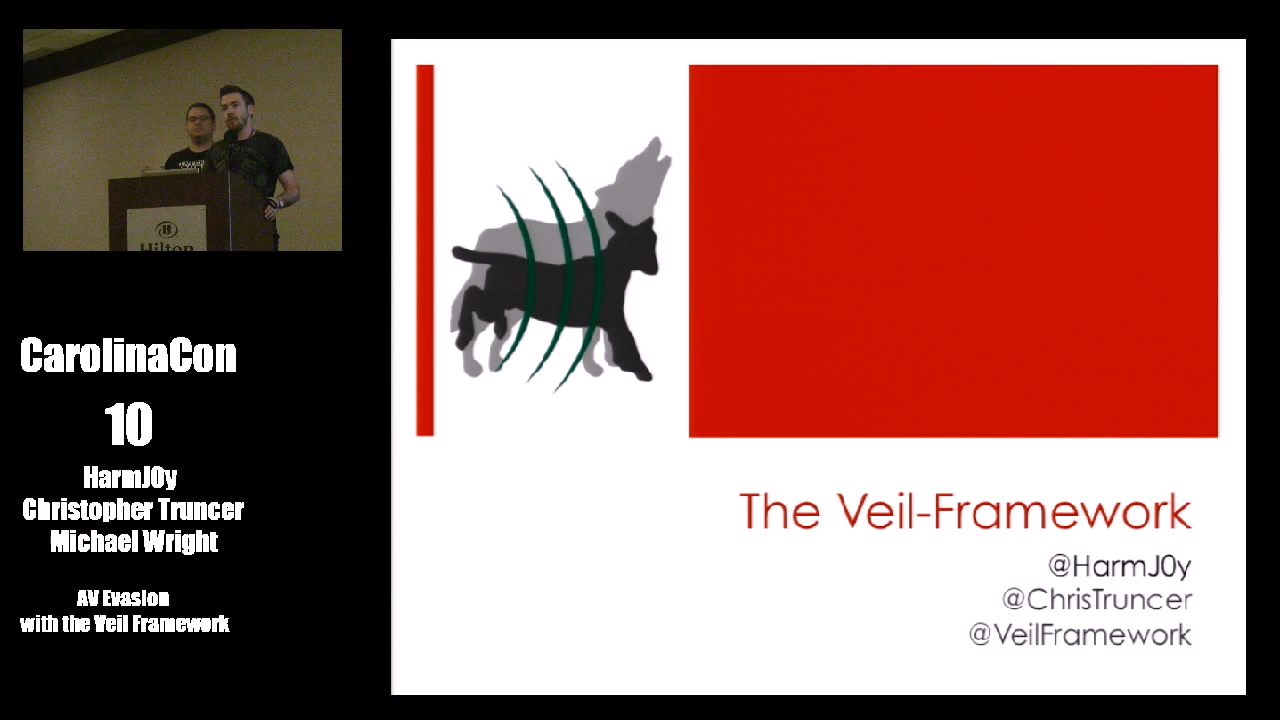 Hilton
CarolinaCon
10
HarmJ0y
Christopher Truncer
Michael Wright
AV Evasion
with the Veil Framework
The Veil-Framework
@HarmJ0y
@ChrisTruncer
@VeilFramework